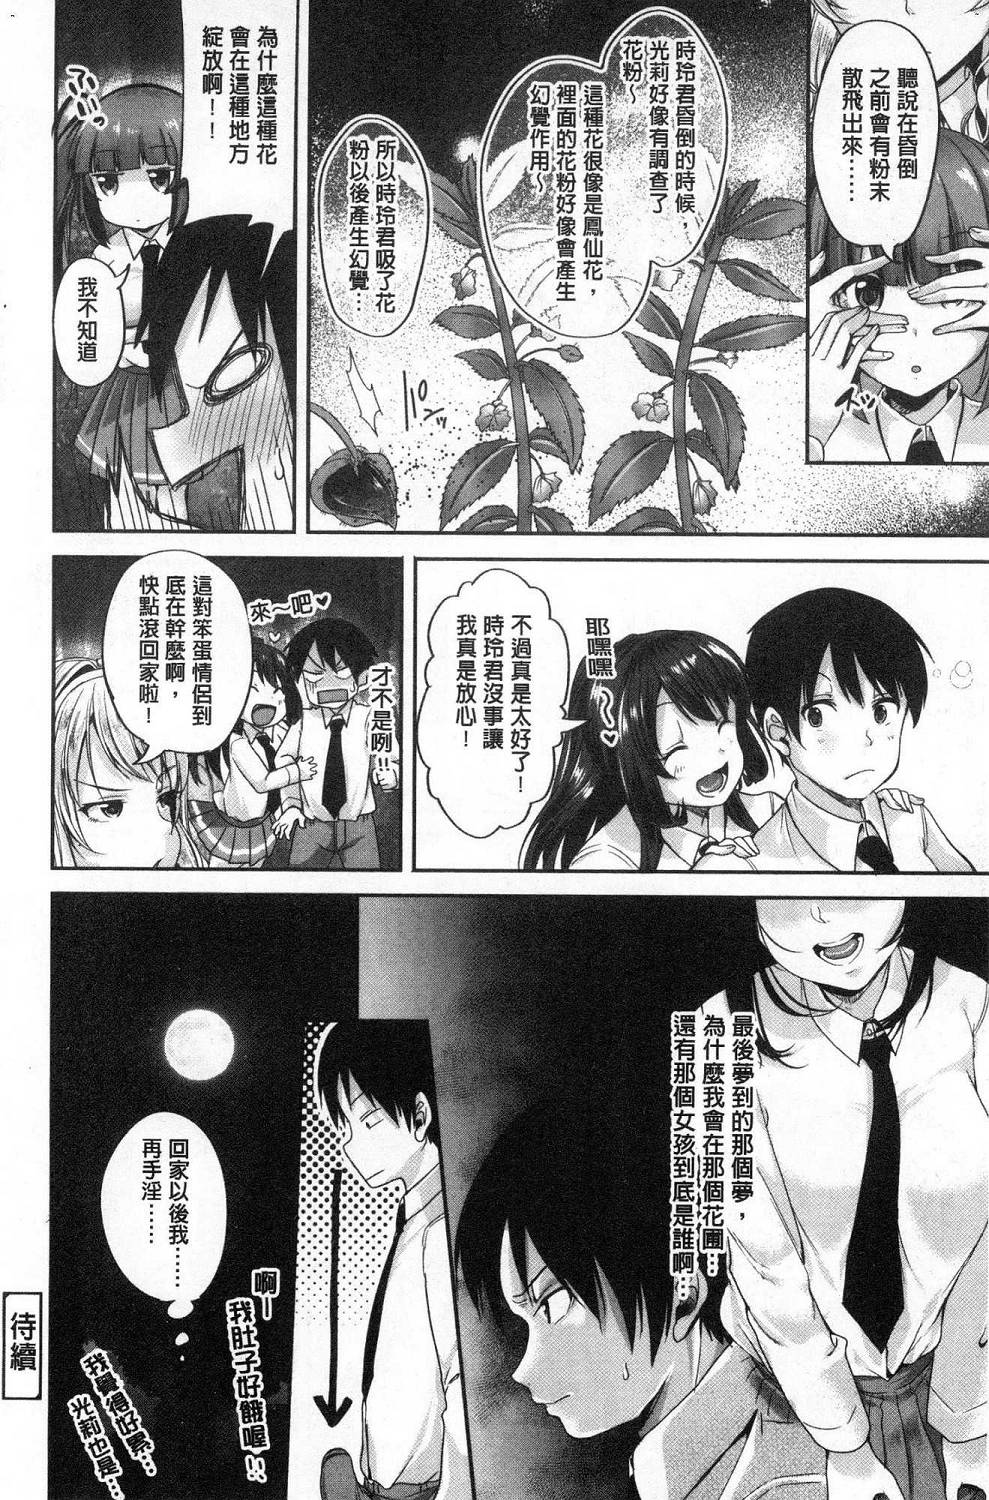 聽說在昏倒
之前會有粉末
散飛出來……
時玲君昏倒的時候，
光莉好像有調查了
花粉～
這種花很像是鳳仙花，
裡面的花粉好像會產生
幻覺作用～
所以時玲君吸了花
粉以後產生幻覺…
為什麼這種花
會在這種地方
綻放啊！！
我不知道
耶嘿嘿～♥
不過真是太好了！
時玲君沒事讓
我真是放心！
才不是咧!!
來～吧♥
這對笨蛋情侶到
底在幹麼啊，
快點滾回家啦！
最後夢到的那個夢，
為什麼我會在那個花圃…
還有那個女孩到底是誰啊…
回家以後我……
再手淫……
啊—
我肚子好餓喔!!
我覺得好累…
光莉也是…
待續